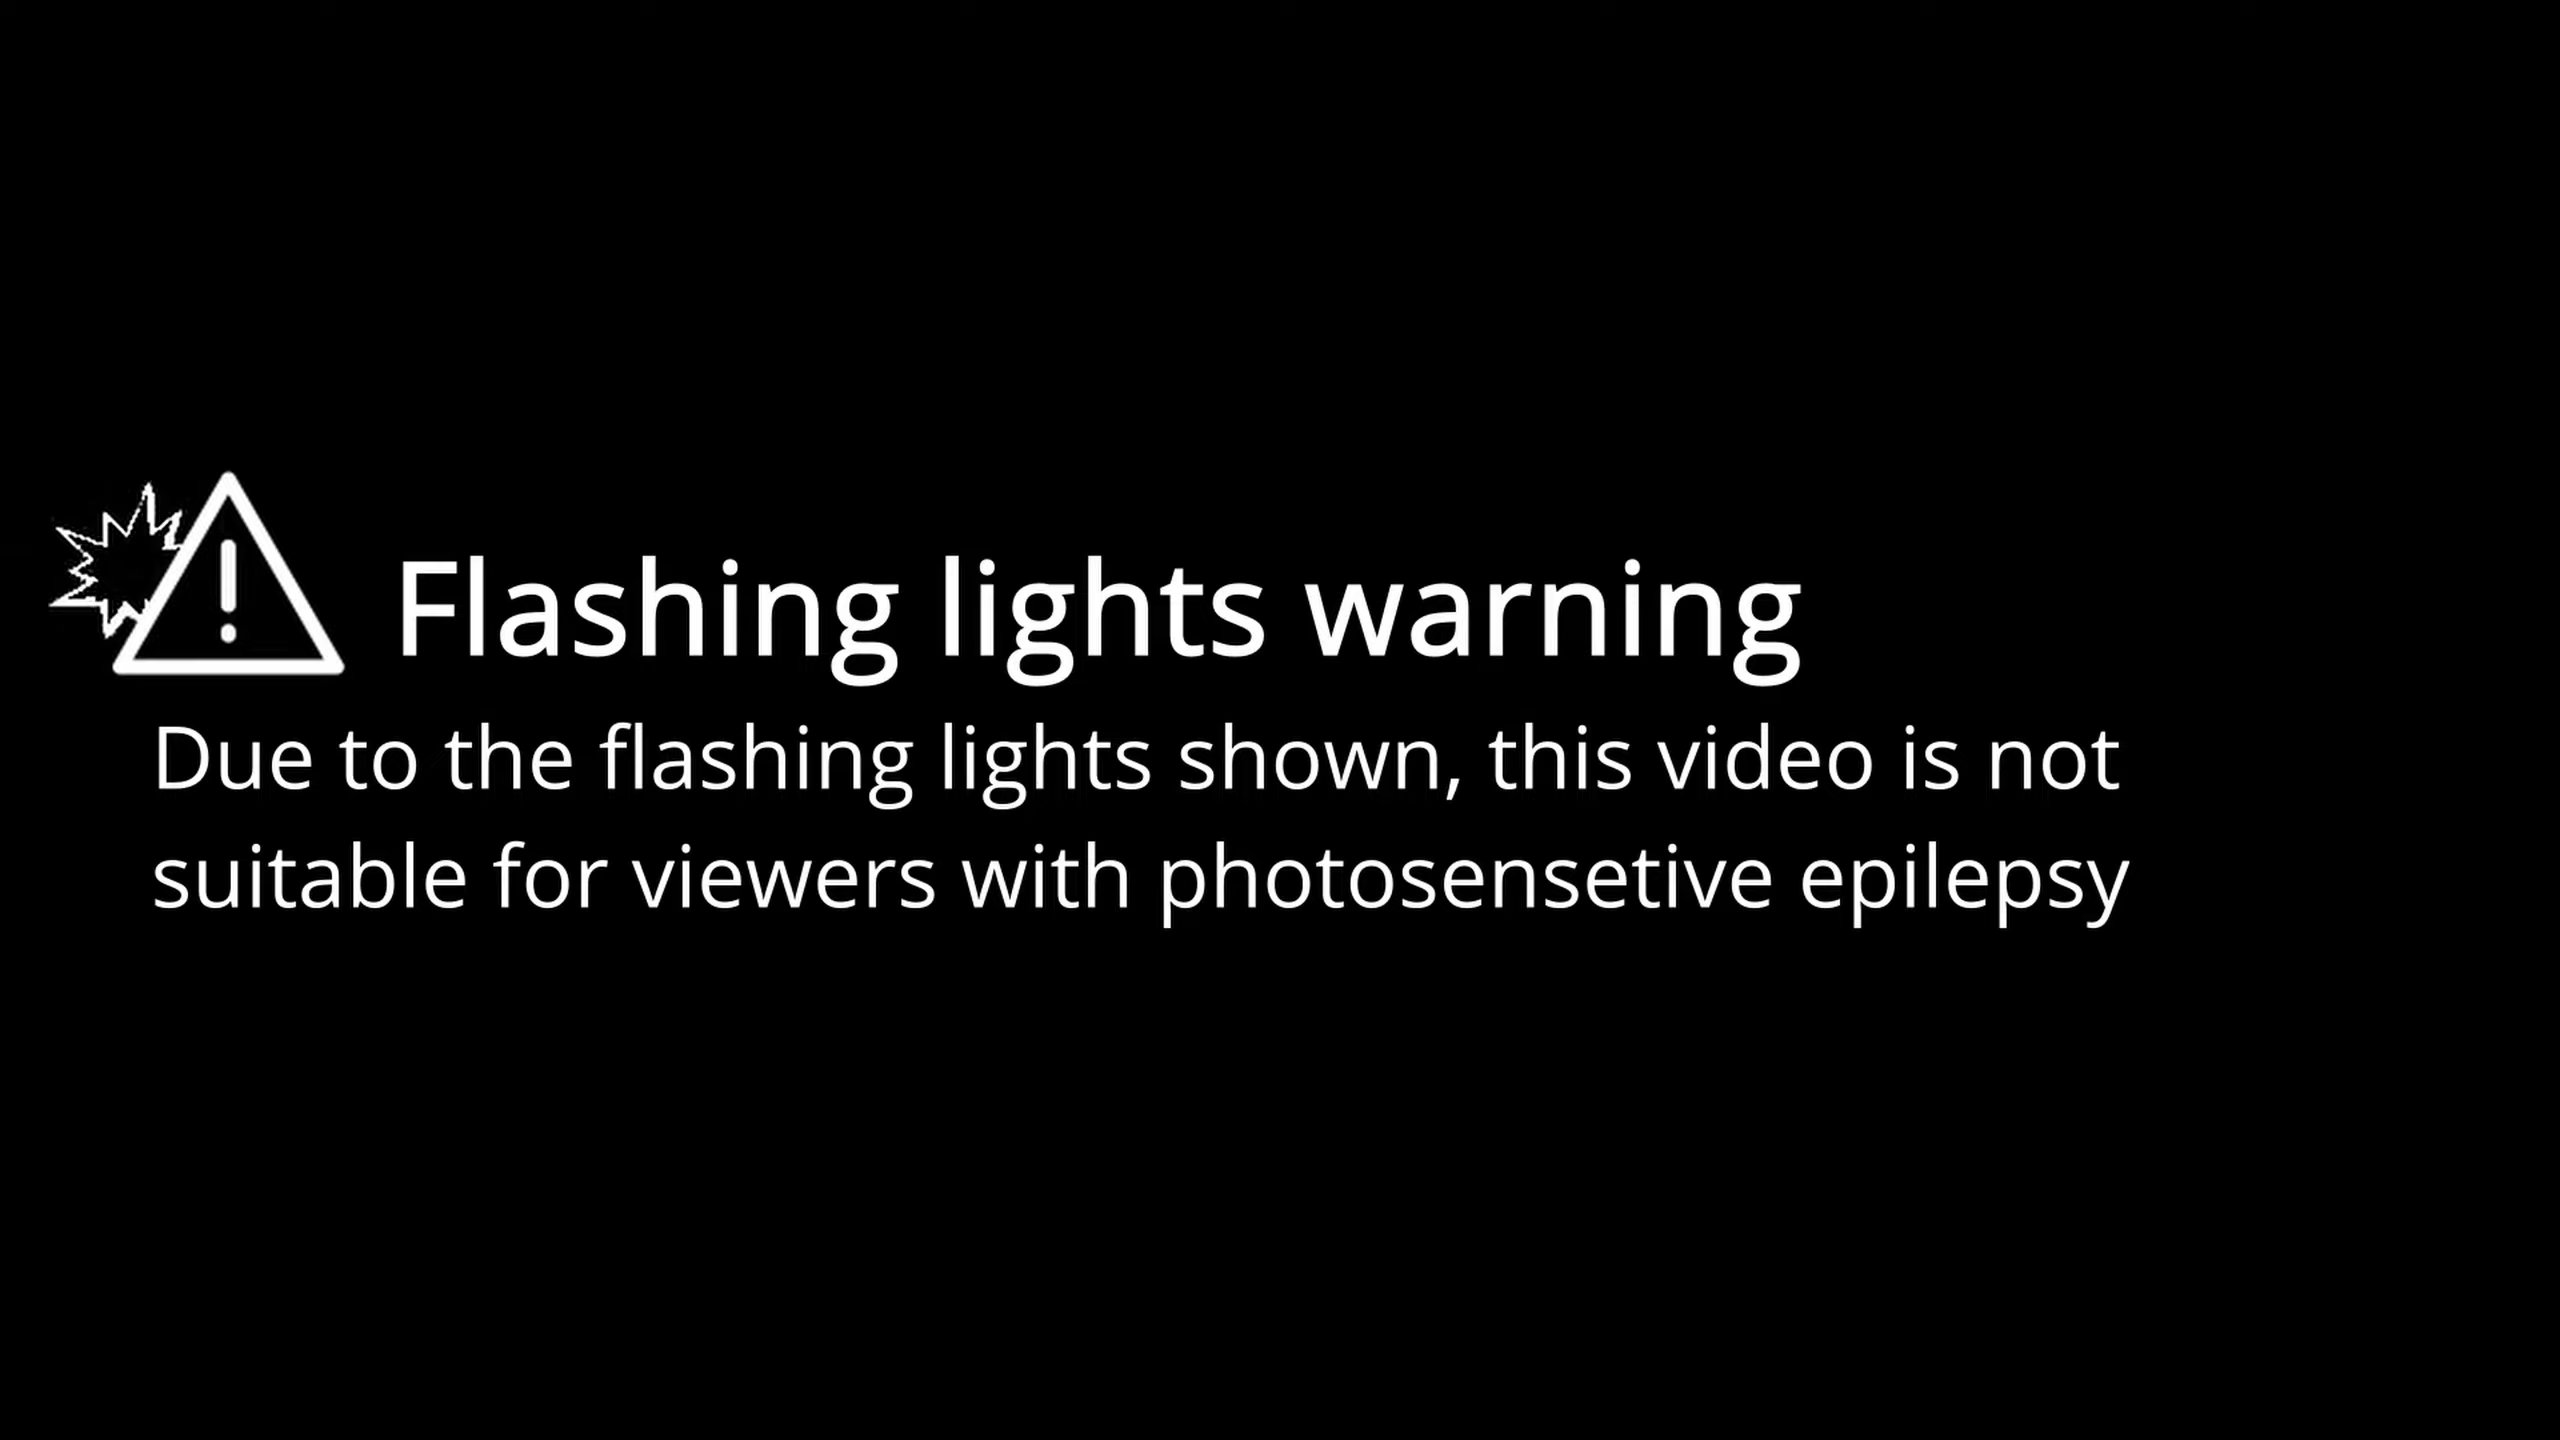 Flashing lights warning
Due to the flashing lights shown, this video is not
suitable for viewers with photosensetive epilepsy